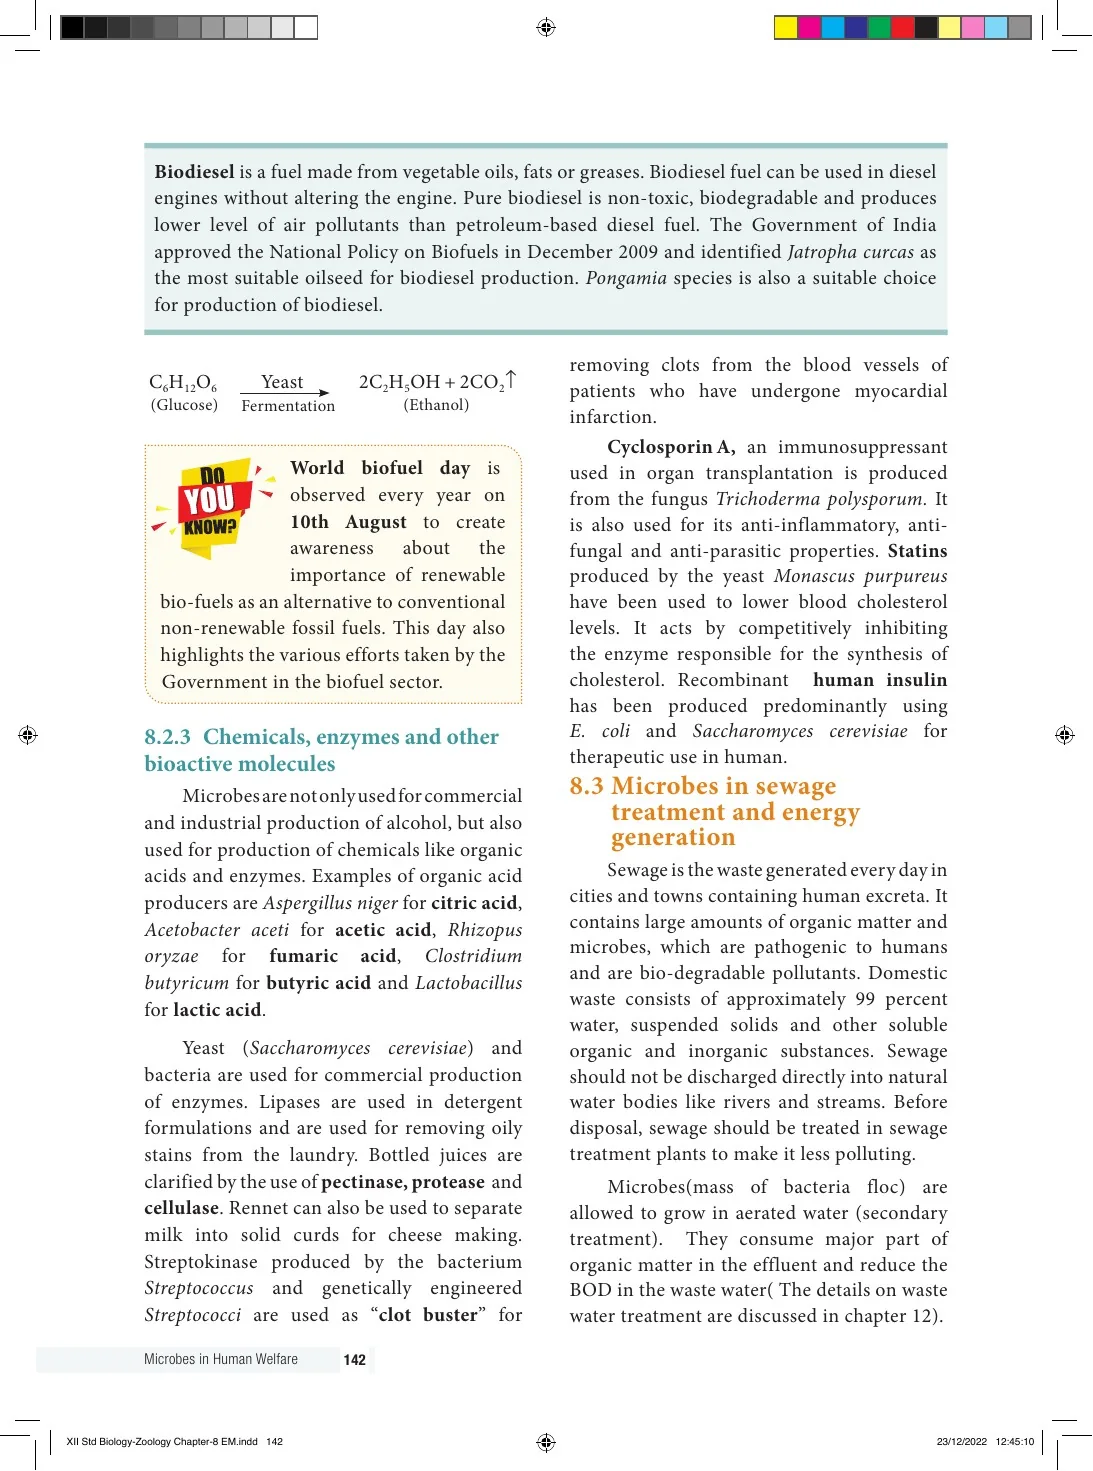 Biodiesel is a fuel made from vegetable oils, fats or greases. Biodiesel fuel can be used in diesel
engines without altering the engine. Pure biodiesel is non-toxic, biodegradable and produces
lower level of air pollutants than petroleum-based diesel fuel. The Government of India
approved the National Policy on Biofuels in December 2009 and identified Jatropha curcas as
the most suitable oilseed for biodiesel production. Pongamia species is also a suitable choice
for production of biodiesel.
C₆H₁₂O₆ Yeast 2C₂H₅OH + 2CO₂↑
(Glucose) Fermentation (Ethanol)
DO
YOU
KNOW?
World biofuel day is
observed every year on
10th August to create
awareness about the
importance of renewable
bio-fuels as an alternative to conventional
non-renewable fossil fuels. This day also
highlights the various efforts taken by the
Government in the biofuel sector.
8.2.3 Chemicals, enzymes and other
bioactive molecules
Microbes are not only used for commercial
and industrial production of alcohol, but also
used for production of chemicals like organic
acids and enzymes. Examples of organic acid
producers are Aspergillus niger for citric acid,
Acetobacter aceti for acetic acid, Rhizopus
oryzae for fumaric acid, Clostridium
butyricum for butyric acid and Lactobacillus
for lactic acid.
Yeast (Saccharomyces cerevisiae) and
bacteria are used for commercial production
of enzymes. Lipases are used in detergent
formulations and are used for removing oily
stains from the laundry. Bottled juices are
clarified by the use of pectinase, protease and
cellulase. Rennet can also be used to separate
milk into solid curds for cheese making.
Streptokinase produced by the bacterium
Streptococcus and genetically engineered
Streptococci are used as “clot buster” for
removing clots from the blood vessels of
patients who have undergone myocardial
infarction.
Cyclosporin A, an immunosuppressant
used in organ transplantation is produced
from the fungus Trichoderma polysporum. It
is also used for its anti-inflammatory, anti-
fungal and anti-parasitic properties. Statins
produced by the yeast Monascus purpureus
have been used to lower blood cholesterol
levels. It acts by competitively inhibiting
the enzyme responsible for the synthesis of
cholesterol. Recombinant human insulin
has been produced predominantly using
E. coli and Saccharomyces cerevisiae for
therapeutic use in human.
8.3 Microbes in sewage
treatment and energy
generation
Sewage is the waste generated every day in
cities and towns containing human excreta. It
contains large amounts of organic matter and
microbes, which are pathogenic to humans
and are bio-degradable pollutants. Domestic
waste consists of approximately 99 percent
water, suspended solids and other soluble
organic and inorganic substances. Sewage
should not be discharged directly into natural
water bodies like rivers and streams. Before
disposal, sewage should be treated in sewage
treatment plants to make it less polluting.
Microbes(mass of bacteria floc) are
allowed to grow in aerated water (secondary
treatment). They consume major part of
organic matter in the effluent and reduce the
BOD in the waste water( The details on waste
water treatment are discussed in chapter 12).
Microbes in Human Welfare 142
XII Std Biology-Zoology Chapter-8 EM.indd 142 23/12/2022 12:45:10